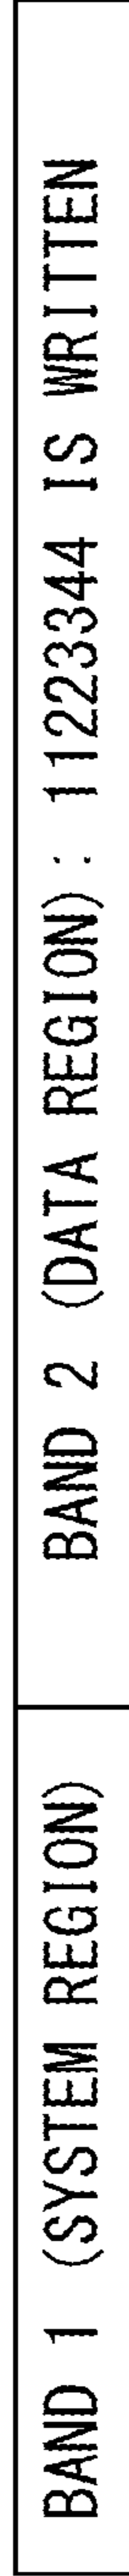 BAND 1 (SYSTEM REGION)
BAND 2 (DATA REGION): 11223344 IS WRITTEN